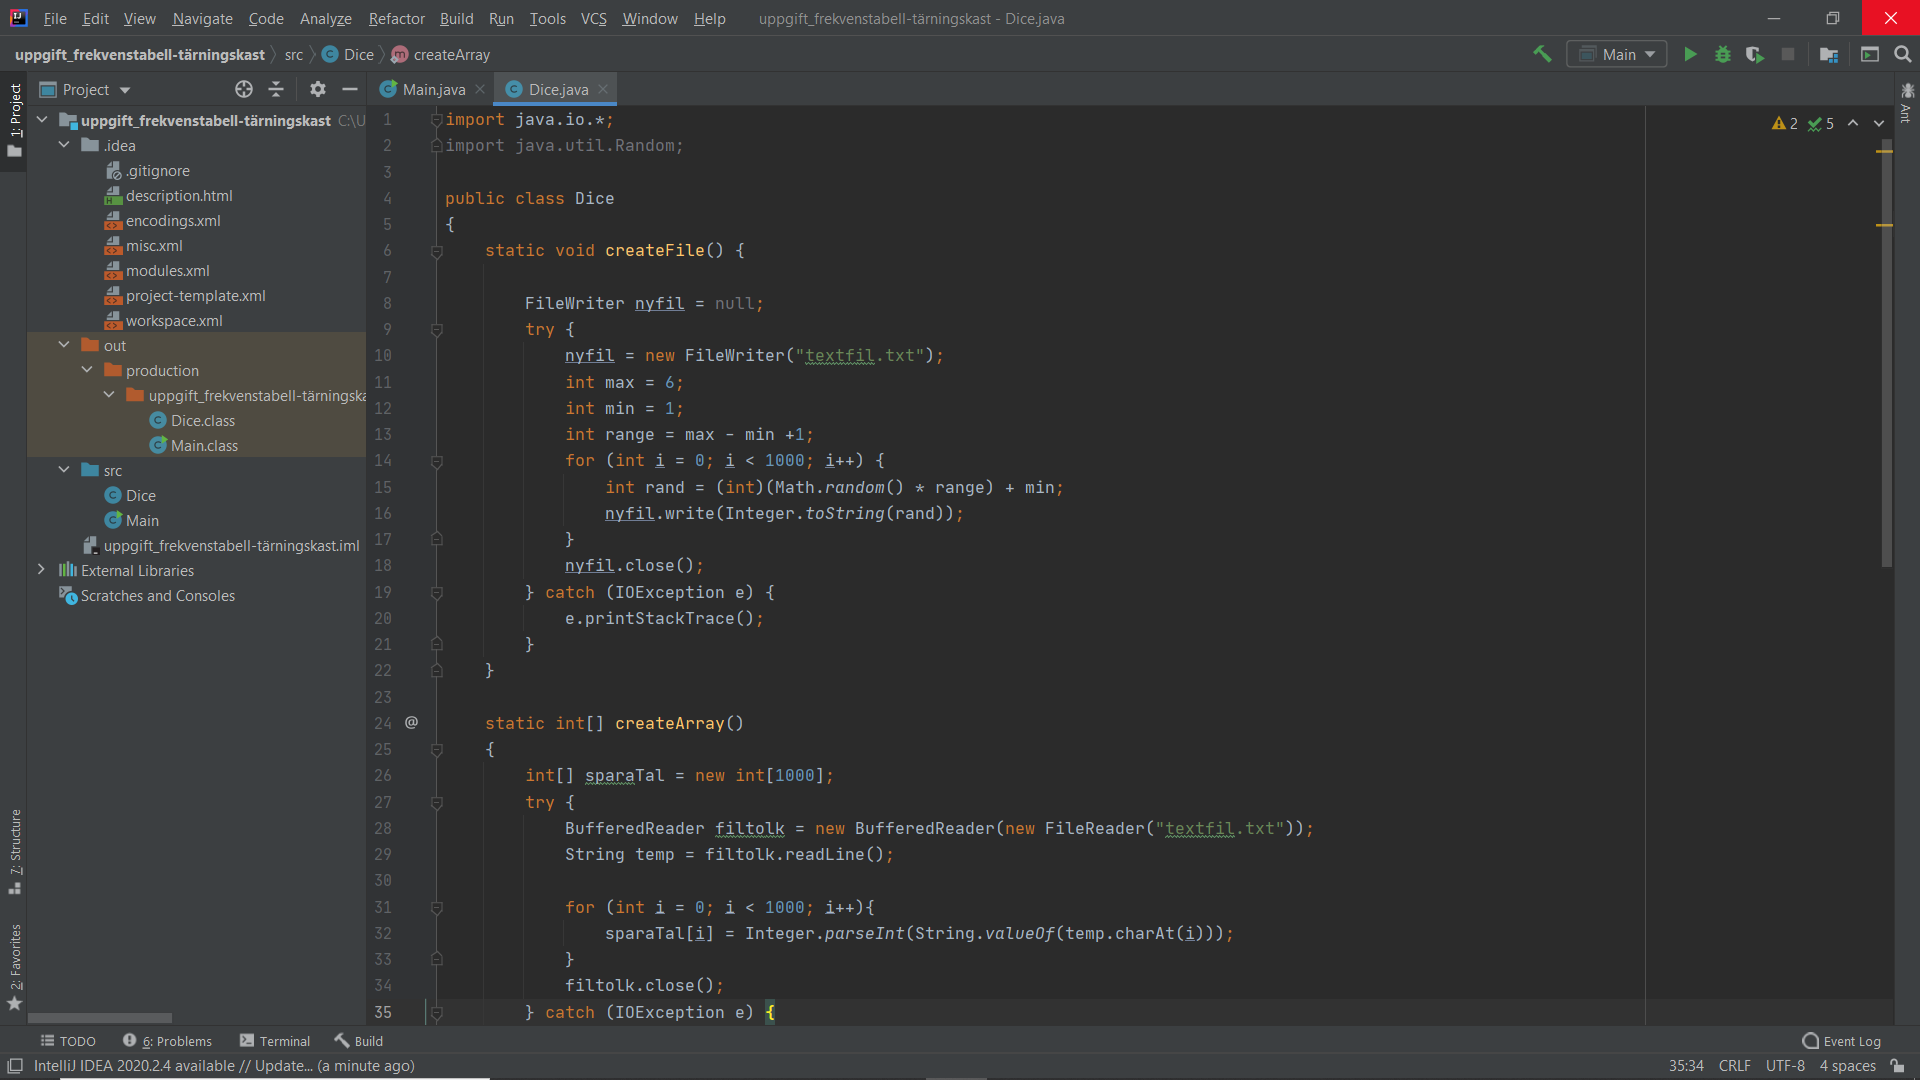 File Edit View Navigate Code Analyze Refactor Build Run Tools VCS Window Help uppgift_frekvenstabell-tärningskast - Dice.java
uppgift_frekvenstabell-tärningskast src Dice createArray Main
Project Main.java Dice.java
1: Project
uppgift_frekvenstabell-tärningskast C:\U
.idea
.gitignore
description.html
encodings.xml
misc.xml
modules.xml
project-template.xml
workspace.xml
out
production
uppgift_frekvenstabell-tärningska
Dice.class
Main.class
src
Dice
Main
uppgift_frekvenstabell-tärningskast.iml
External Libraries
Scratches and Consoles
7: Structure
2: Favorites
1 import java.io.*;
2 import java.util.Random;
3
4 public class Dice
5 {
6 static void createFile() {
7
8 FileWriter nyfil = null;
9 try {
10 nyfil = new FileWriter("textfil.txt");
11 int max = 6;
12 int min = 1;
13 int range = max - min +1;
14 for (int i = 0; i < 1000; i++) {
15 int rand = (int)(Math.random() * range) + min;
16 nyfil.write(Integer.toString(rand));
17 }
18 nyfil.close();
19 } catch (IOException e) {
20 e.printStackTrace();
21 }
22 }
23
24 @ static int[] createArray()
25 {
26 int[] sparaTal = new int[1000];
27 try {
28 BufferedReader filtolk = new BufferedReader(new FileReader("textfil.txt"));
29 String temp = filtolk.readLine();
30
31 for (int i = 0; i < 1000; i++){
32 sparaTal[i] = Integer.parseInt(String.valueOf(temp.charAt(i)));
33 }
34 filtolk.close();
35 } catch (IOException e) {
2 5
Ant
TODO 6: Problems Terminal Build Event Log
IntelliJ IDEA 2020.2.4 available // Update... (a minute ago) 35:34 CRLF UTF-8 4 spaces